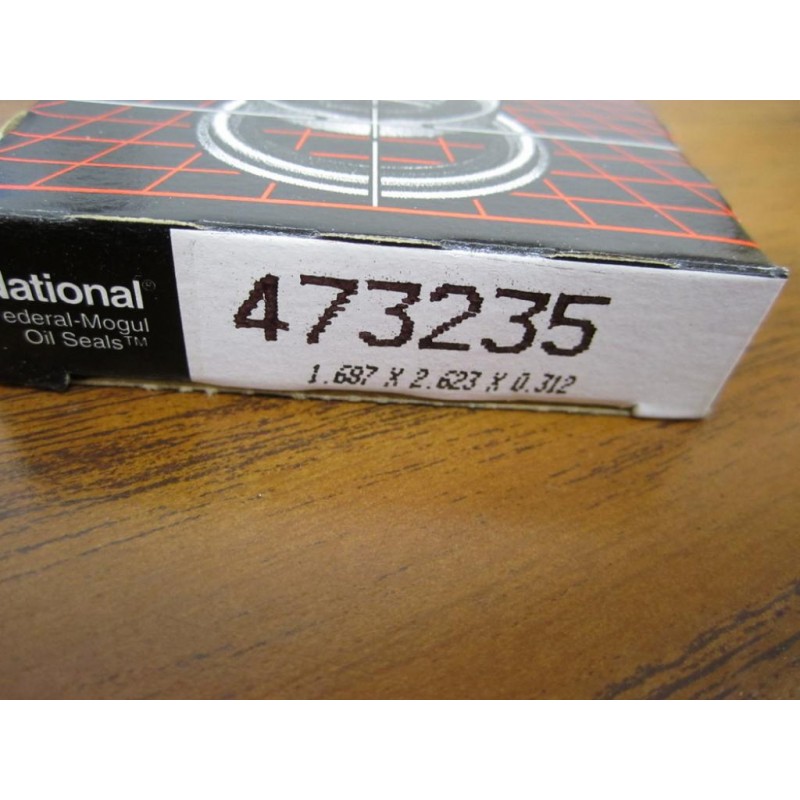 National®
Federal-Mogul
Oil Seals™
473235
1.687 X 2.623 X 0.312